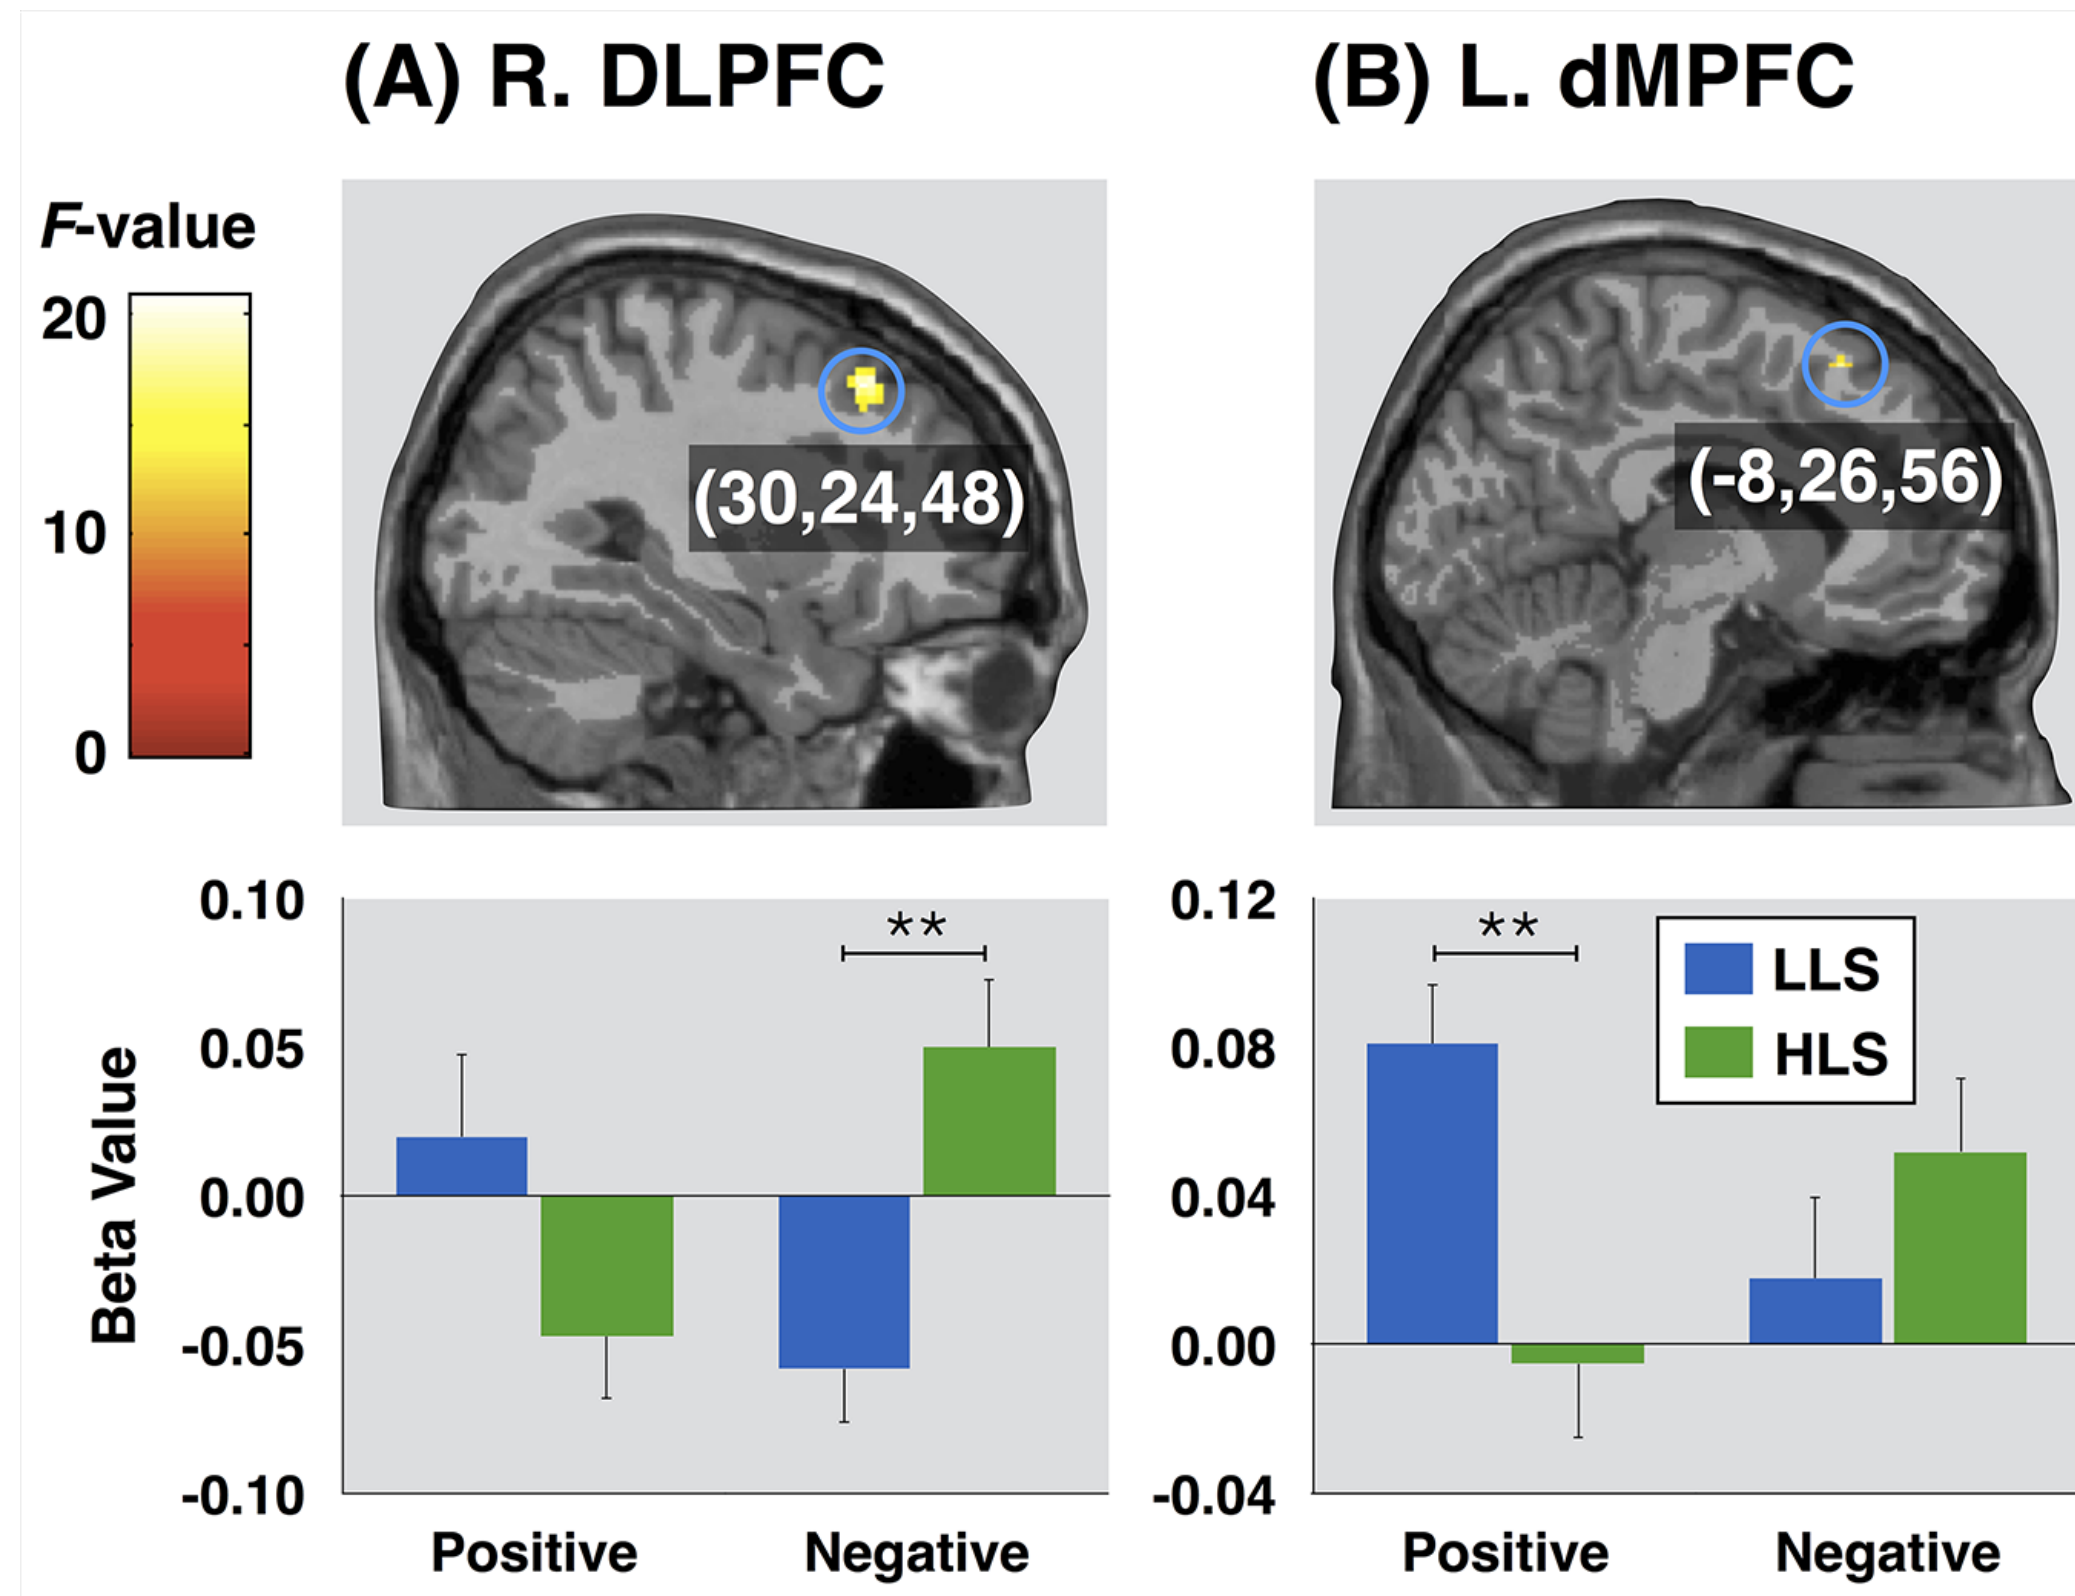 (A) R. DLPFC
(B) L. dMPFC
F-value
20
10
0
(30,24,48)
(-8,26,56)
Beta Value
0.10
0.05
0.00
-0.05
-0.10
**
Positive
Negative
0.12
0.08
0.04
0.00
-0.04
**
LLS
HLS
Positive
Negative